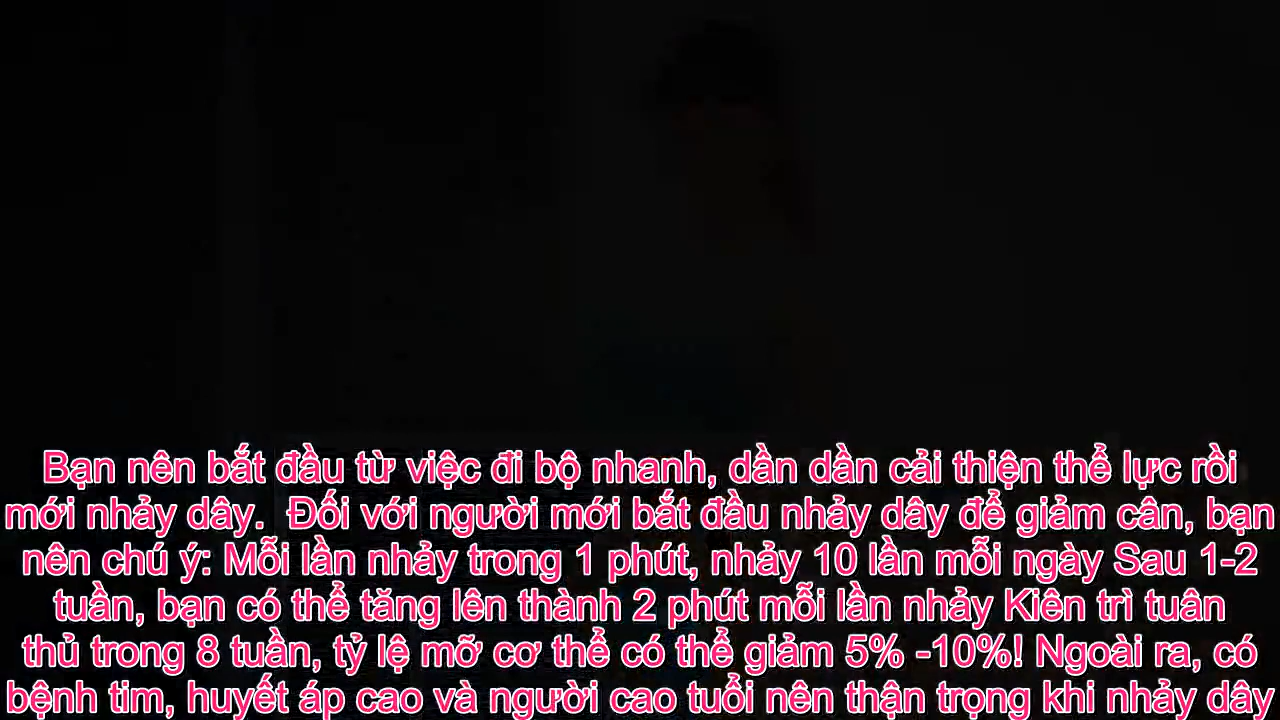 Bạn nên bắt đầu từ việc đi bộ nhanh, dần dần cải thiện thể lực rồi
mới nhảy dây.  Đối với người mới bắt đầu nhảy dây để giảm cân, bạn
nên chú ý: Mỗi lần nhảy trong 1 phút, nhảy 10 lần mỗi ngày Sau 1-2
tuần, bạn có thể tăng lên thành 2 phút mỗi lần nhảy Kiên trì tuân
thủ trong 8 tuần, tỷ lệ mỡ cơ thể có thể giảm 5% -10%! Ngoài ra, có
bệnh tim, huyết áp cao và người cao tuổi nên thận trọng khi nhảy dây